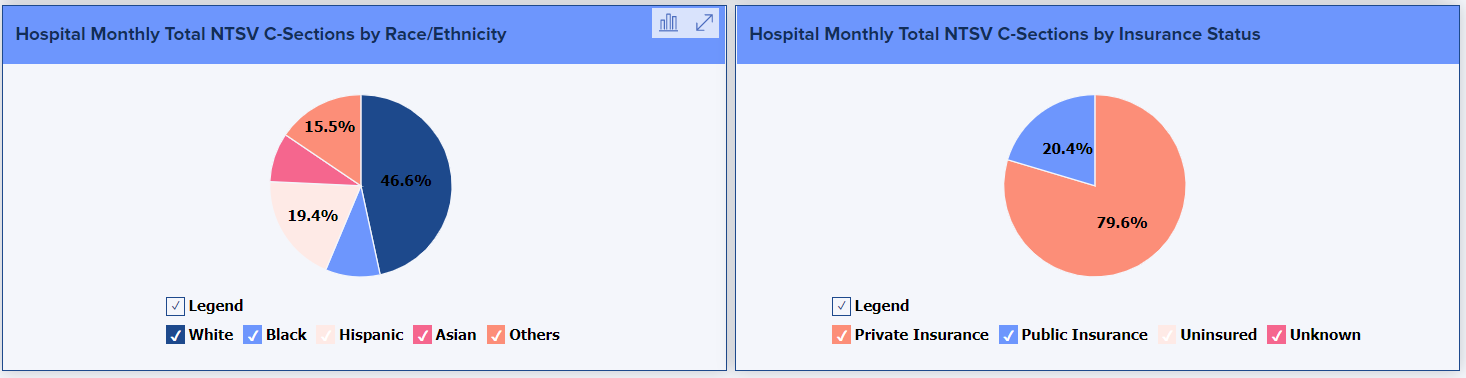 Hospital Monthly Total NTSV C-Sections by Race/Ethnicity
15.5%
46.6%
19.4%
Legend
White Black Hispanic Asian Others
Hospital Monthly Total NTSV C-Sections by Insurance Status
20.4%
79.6%
Legend
Private Insurance Public Insurance Uninsured Unknown